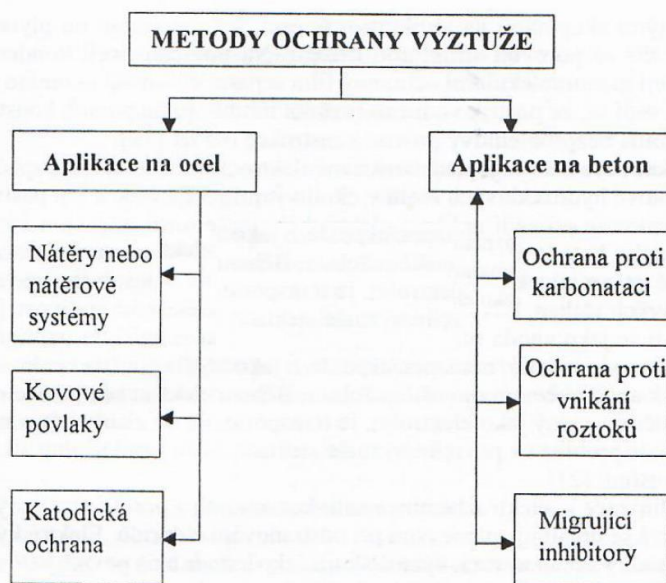 METODY OCHRANY VÝZTUŽE
Aplikace na ocel
Nátěry nebo
nátěrové
systémy
Kovové
povlaky
Katodická
ochrana
Aplikace na beton
Ochrana proti
karbonataci
Ochrana proti
vnikání
roztoků
Migrující
inhibitory